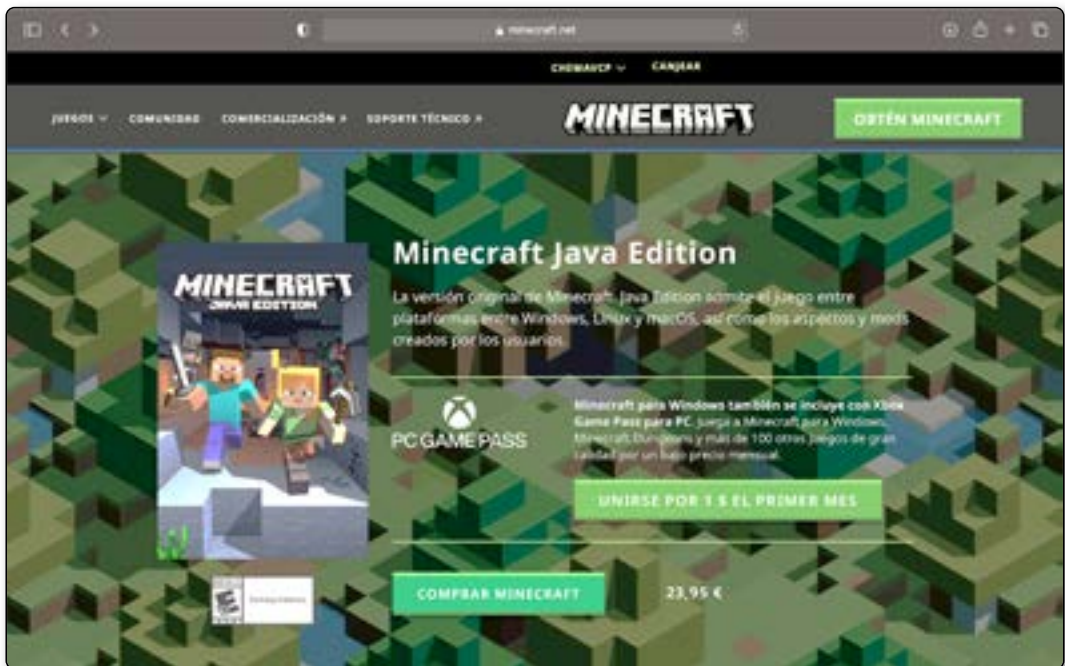 minecraft.net
CHEMAVCP CANJEAR
JUEGOS COMUNIDAD COMERCIALIZACIÓN SOPORTE TÉCNICO MINECRAFT OBTÉN MINECRAFT
Minecraft Java Edition
MINECRAFT
JAVA EDITION
La versión original de Minecraft. Java Edition admite el juego entre
plataformas entre Windows, Linux y macOS, así como los aspectos y mods
creados por los usuarios.
PC GAME PASS
Minecraft para Windows también se incluye con Xbox
Game Pass para PC. Juega a Minecraft para Windows,
Minecraft Dungeons y más de 100 otros juegos de gran
calidad por un bajo precio mensual.
UNIRSE POR 1 $ EL PRIMER MES
E
COMPRAR MINECRAFT 23,95 €